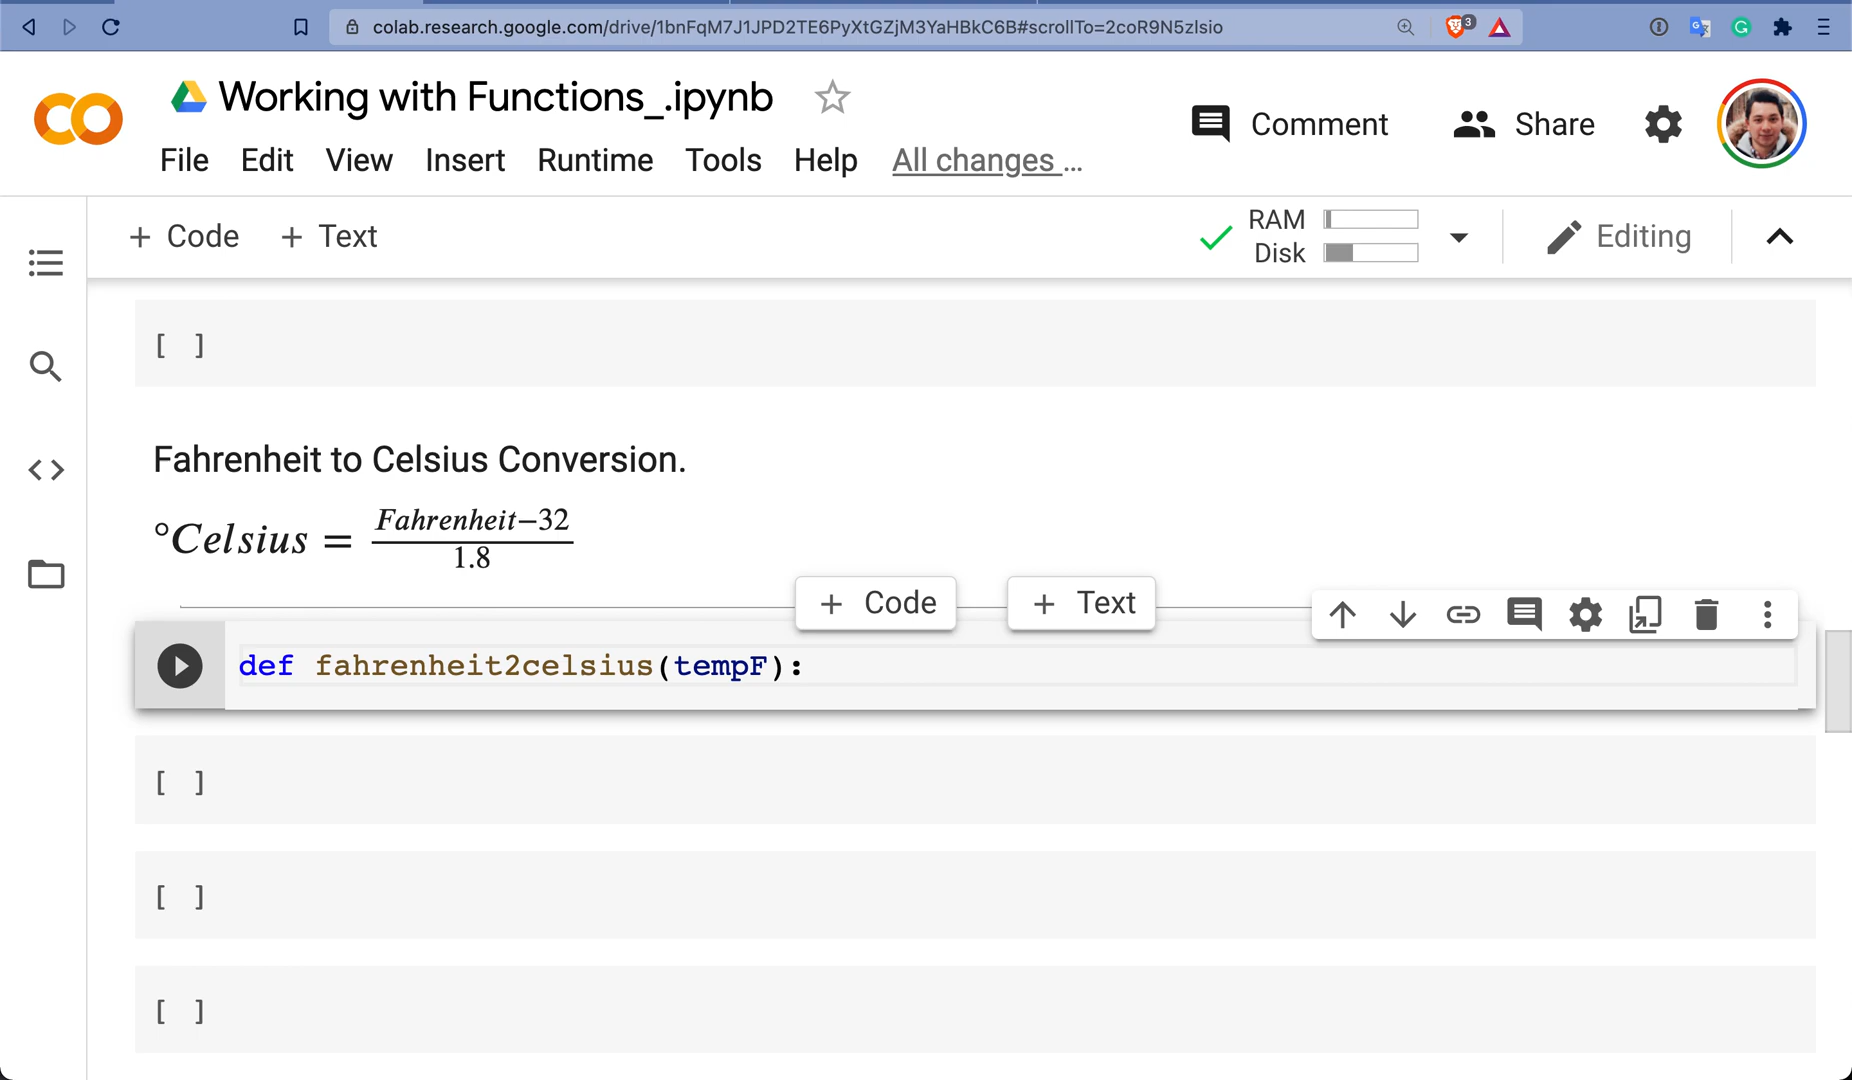 colab.research.google.com/drive/1bnFqM7J1JPD2TE6PyXtGZjM3YaHBkC6B#scrollTo=2coR9N5zlsio
3
Working with Functions_.ipynb
Comment
Share
File Edit View Insert Runtime Tools Help All changes ...
+ Code + Text
RAM
Disk
Editing
[ ]
Fahrenheit to Celsius Conversion.
°Celsius = Fahrenheit−32
1.8
+ Code + Text
def fahrenheit2celsius(tempF):
[ ]
[ ]
[ ]